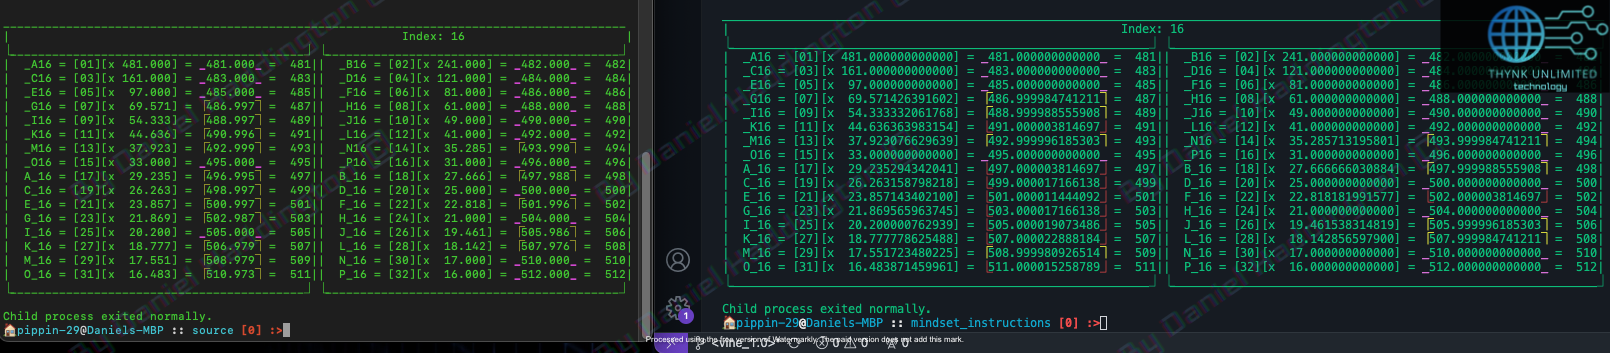 Index: 16
_A16 = [01][x 481.000] = _481.000_ = 481|| _B16 = [02][x 241.000] = _482.000_ = 482
_C16 = [03][x 161.000] = _483.000_ = 483|| _D16 = [04][x 121.000] = _484.000_ = 484
_E16 = [05][x 97.000] = _485.000_ = 485|| _F16 = [06][x 81.000] = _486.000_ = 486
_G16 = [07][x 69.571] = ⌈486.997⌉ = 487|| _H16 = [08][x 61.000] = _488.000_ = 488
_I16 = [09][x 54.333] = ⌈488.997⌉ = 489|| _J16 = [10][x 49.000] = _490.000_ = 490
_K16 = [11][x 44.636] = ⌈490.996⌉ = 491|| _L16 = [12][x 41.000] = _492.000_ = 492
_M16 = [13][x 37.923] = ⌈492.999⌉ = 493|| _N16 = [14][x 35.285] = ⌈493.990⌉ = 494
_O16 = [15][x 33.000] = _495.000_ = 495|| _P16 = [16][x 31.000] = _496.000_ = 496
A_16 = [17][x 29.235] = ⌈496.995⌉ = 497|| B_16 = [18][x 27.666] = ⌈497.988⌉ = 498
C_16 = [19][x 26.263] = ⌈498.997⌉ = 499|| D_16 = [20][x 25.000] = _500.000_ = 500
E_16 = [21][x 23.857] = ⌈500.997⌉ = 501|| F_16 = [22][x 22.818] = ⌈501.996⌉ = 502
G_16 = [23][x 21.869] = ⌈502.987⌉ = 503|| H_16 = [24][x 21.000] = _504.000_ = 504
I_16 = [25][x 20.200] = _505.000_ = 505|| J_16 = [26][x 19.461] = ⌈505.986⌉ = 506
K_16 = [27][x 18.777] = ⌈506.979⌉ = 507|| L_16 = [28][x 18.142] = ⌈507.976⌉ = 508
M_16 = [29][x 17.551] = ⌈508.979⌉ = 509|| N_16 = [30][x 17.000] = _510.000_ = 510
O_16 = [31][x 16.483] = ⌈510.973⌉ = 511|| P_16 = [32][x 16.000] = _512.000_ = 512
Child process exited normally.
pippin-29@Daniels-MBP :: source [0] :>
Index: 16
_A16 = [01][x 481.000000000000] = _481.000000000000_ = 481|| _B16 = [02][x 241.000000000000] =
_C16 = [03][x 161.000000000000] = _483.000000000000_ = 483|| _D16 = [04][x 121.000000000000] =
_E16 = [05][x 97.000000000000] = _485.000000000000_ = 485|| _F16 = [06][x 81.000000000000] =
_G16 = [07][x 69.571426391602] = ⌈486.999984741211⌉ = 487|| _H16 = [08][x 61.000000000000] = _488.000000000000_ = 488
_I16 = [09][x 54.333332061768] = ⌈488.999988555908⌉ = 489|| _J16 = [10][x 49.000000000000] = _490.000000000000_ = 490
_K16 = [11][x 44.636363983154] = 491.000003814697 = 491|| _L16 = [12][x 41.000000000000] = _492.000000000000_ = 492
_M16 = [13][x 37.923076629639] = ⌈492.999996185303⌉ = 493|| _N16 = [14][x 35.285713195801] = ⌈493.999984741211⌉ = 494
_O16 = [15][x 33.000000000000] = _495.000000000000_ = 495|| _P16 = [16][x 31.000000000000] = _496.000000000000_ = 496
A_16 = [17][x 29.235294342041] = 497.000003814697 = 497|| B_16 = [18][x 27.666666030884] = ⌈497.999988555908⌉ = 498
C_16 = [19][x 26.263158798218] = 499.000017166138 = 499|| D_16 = [20][x 25.000000000000] = _500.000000000000_ = 500
E_16 = [21][x 23.857143402100] = 501.000011444092 = 501|| F_16 = [22][x 22.818181991577] = 502.000003814697 = 502
G_16 = [23][x 21.869565963745] = 503.000017166138 = 503|| H_16 = [24][x 21.000000000000] = _504.000000000000_ = 504
I_16 = [25][x 20.200000762939] = 505.000019073486 = 505|| J_16 = [26][x 19.461538314819] = ⌈505.999996185303⌉ = 506
K_16 = [27][x 18.777778625488] = 507.000022888184 = 507|| L_16 = [28][x 18.142856597900] = ⌈507.999984741211⌉ = 508
M_16 = [29][x 17.551723480225] = ⌈508.999980926514⌉ = 509|| N_16 = [30][x 17.000000000000] = _510.000000000000_ = 510
O_16 = [31][x 16.483871459961] = 511.000015258789 = 511|| P_16 = [32][x 16.000000000000] = _512.000000000000_ = 512
Child process exited normally.
pippin-29@Daniels-MBP :: mindset_instructions [0] :>
THYNK UNLIMITED
technology
1
<vine_1.0> 0 0 0
Processed using the free version of Watermarkly. The paid version does not add this mark.
By Daniel Huddington